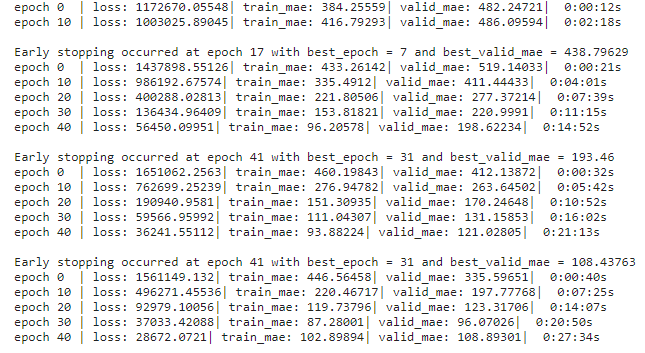 epoch 0  | loss: 1172670.05548| train_mae: 384.25559| valid_mae: 482.24721|  0:00:12s
epoch 10 | loss: 1003025.89045| train_mae: 416.79293| valid_mae: 486.09594|  0:02:18s
Early stopping occurred at epoch 17 with best_epoch = 7 and best_valid_mae = 438.79629
epoch 0  | loss: 1437898.55126| train_mae: 433.26142| valid_mae: 519.14033|  0:00:21s
epoch 10 | loss: 986192.67574| train_mae: 335.4912| valid_mae: 411.44433|  0:04:01s
epoch 20 | loss: 400288.02813| train_mae: 221.80506| valid_mae: 277.37214|  0:07:39s
epoch 30 | loss: 136434.96409| train_mae: 153.81821| valid_mae: 220.9991|  0:11:15s
epoch 40 | loss: 56450.09951| train_mae: 96.20578| valid_mae: 198.62234|  0:14:52s
Early stopping occurred at epoch 41 with best_epoch = 31 and best_valid_mae = 193.46
epoch 0  | loss: 1651062.2563| train_mae: 460.19843| valid_mae: 412.13872|  0:00:32s
epoch 10 | loss: 762699.25239| train_mae: 276.94782| valid_mae: 263.64502|  0:05:42s
epoch 20 | loss: 190940.9581| train_mae: 151.30935| valid_mae: 170.24648|  0:10:52s
epoch 30 | loss: 59566.95992| train_mae: 111.04307| valid_mae: 131.15853|  0:16:02s
epoch 40 | loss: 36241.55112| train_mae: 93.88224| valid_mae: 121.02805|  0:21:13s
Early stopping occurred at epoch 41 with best_epoch = 31 and best_valid_mae = 108.43763
epoch 0  | loss: 1561149.132| train_mae: 446.56458| valid_mae: 335.59651|  0:00:40s
epoch 10 | loss: 496271.45536| train_mae: 220.46717| valid_mae: 197.77768|  0:07:25s
epoch 20 | loss: 92979.10056| train_mae: 119.73796| valid_mae: 123.31706|  0:14:07s
epoch 30 | loss: 37033.42088| train_mae: 87.28001| valid_mae: 96.07026|  0:20:50s
epoch 40 | loss: 28672.0721| train_mae: 102.89894| valid_mae: 108.89301|  0:27:34s